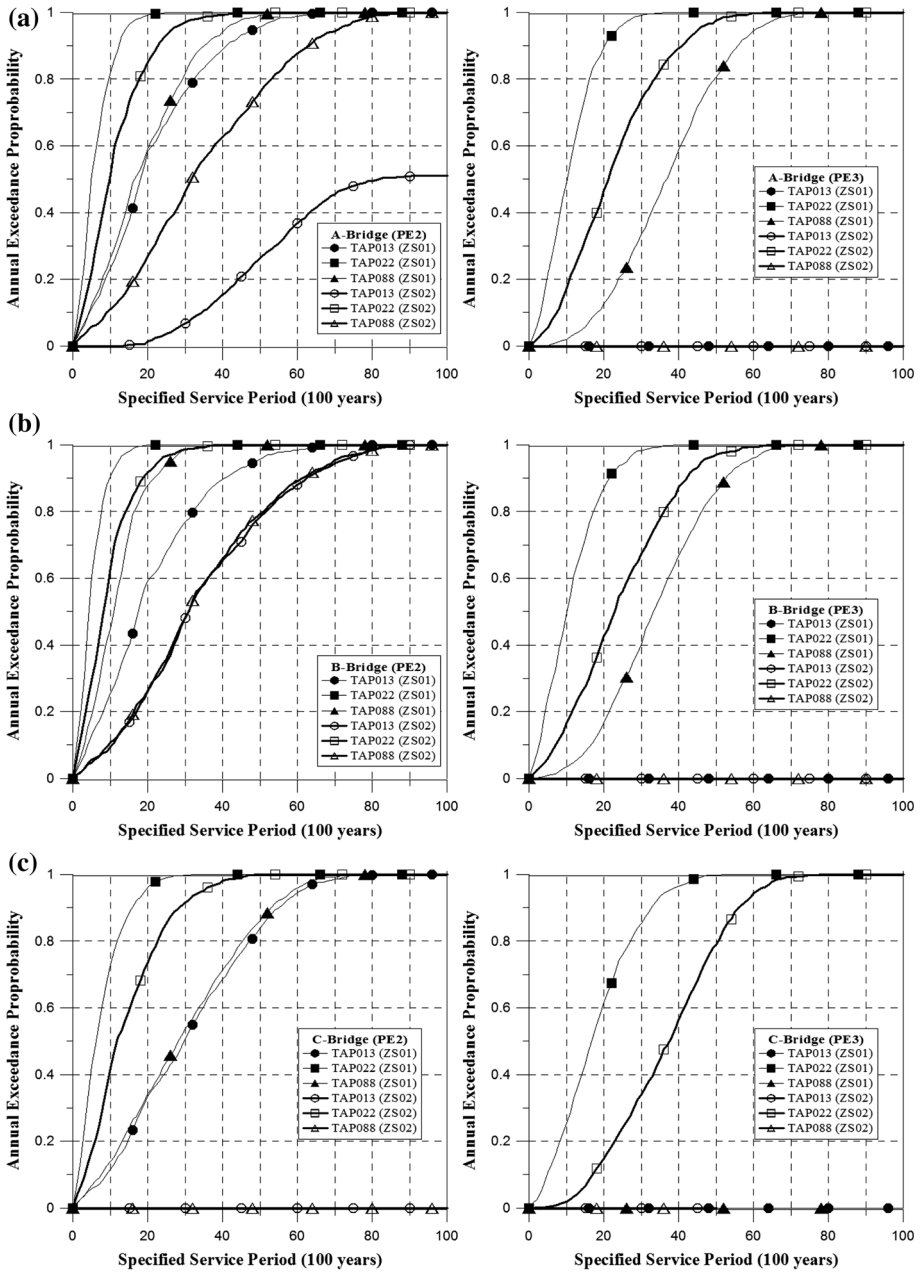 (a)
Annual Exceedance Proprobability
1
0.8
0.6
0.4
0.2
0
A-Bridge (PE2)
TAP013 (ZS01)
TAP022 (ZS01)
TAP088 (ZS01)
TAP013 (ZS02)
TAP022 (ZS02)
TAP088 (ZS02)
0 20 40 60 80 100
Specified Service Period (100 years)
Annual Exceedance Proprobability
1
0.8
0.6
0.4
0.2
0
A-Bridge (PE3)
TAP013 (ZS01)
TAP022 (ZS01)
TAP088 (ZS01)
TAP013 (ZS02)
TAP022 (ZS02)
TAP088 (ZS02)
0 20 40 60 80 100
Specified Service Period (100 years)
(b)
Annual Exceedance Proprobability
1
0.8
0.6
0.4
0.2
0
B-Bridge (PE2)
TAP013 (ZS01)
TAP022 (ZS01)
TAP088 (ZS01)
TAP013 (ZS02)
TAP022 (ZS02)
TAP088 (ZS02)
0 20 40 60 80 100
Specified Service Period (100 years)
Annual Exceedance Proprobability
1
0.8
0.6
0.4
0.2
0
B-Bridge (PE3)
TAP013 (ZS01)
TAP022 (ZS01)
TAP088 (ZS01)
TAP013 (ZS02)
TAP022 (ZS02)
TAP088 (ZS02)
0 20 40 60 80 100
Specified Service Period (100 years)
(c)
Annual Exceedance Proprobability
1
0.8
0.6
0.4
0.2
0
C-Bridge (PE2)
TAP013 (ZS01)
TAP022 (ZS01)
TAP088 (ZS01)
TAP013 (ZS02)
TAP022 (ZS02)
TAP088 (ZS02)
0 20 40 60 80 100
Specified Service Period (100 years)
Annual Exceedance Proprobability
1
0.8
0.6
0.4
0.2
0
C-Bridge (PE3)
TAP013 (ZS01)
TAP022 (ZS01)
TAP088 (ZS01)
TAP013 (ZS02)
TAP022 (ZS02)
TAP088 (ZS02)
0 20 40 60 80 100
Specified Service Period (100 years)